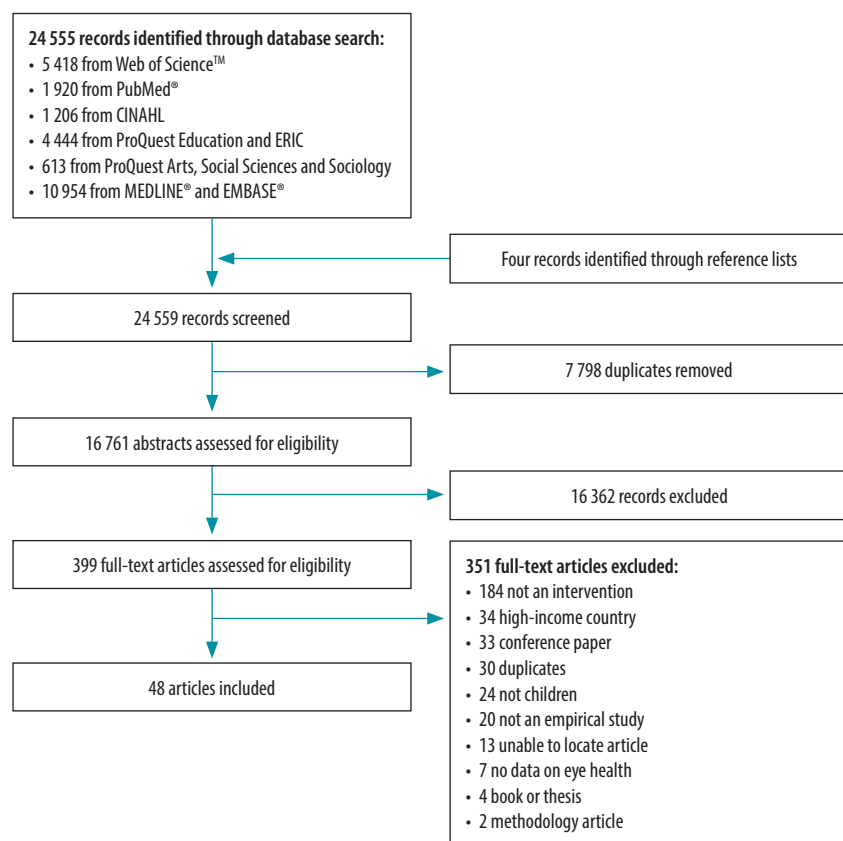 24 555 records identified through database search:
• 5 418 from Web of Science™
• 1 920 from PubMed®
• 1 206 from CINAHL
• 4 444 from ProQuest Education and ERIC
• 613 from ProQuest Arts, Social Sciences and Sociology
• 10 954 from MEDLINE® and EMBASE®
Four records identified through reference lists
24 559 records screened
7 798 duplicates removed
16 761 abstracts assessed for eligibility
16 362 records excluded
399 full-text articles assessed for eligibility
351 full-text articles excluded:
• 184 not an intervention
• 34 high-income country
• 33 conference paper
• 30 duplicates
• 24 not children
• 20 not an empirical study
• 13 unable to locate article
• 7 no data on eye health
• 4 book or thesis
• 2 methodology article
48 articles included